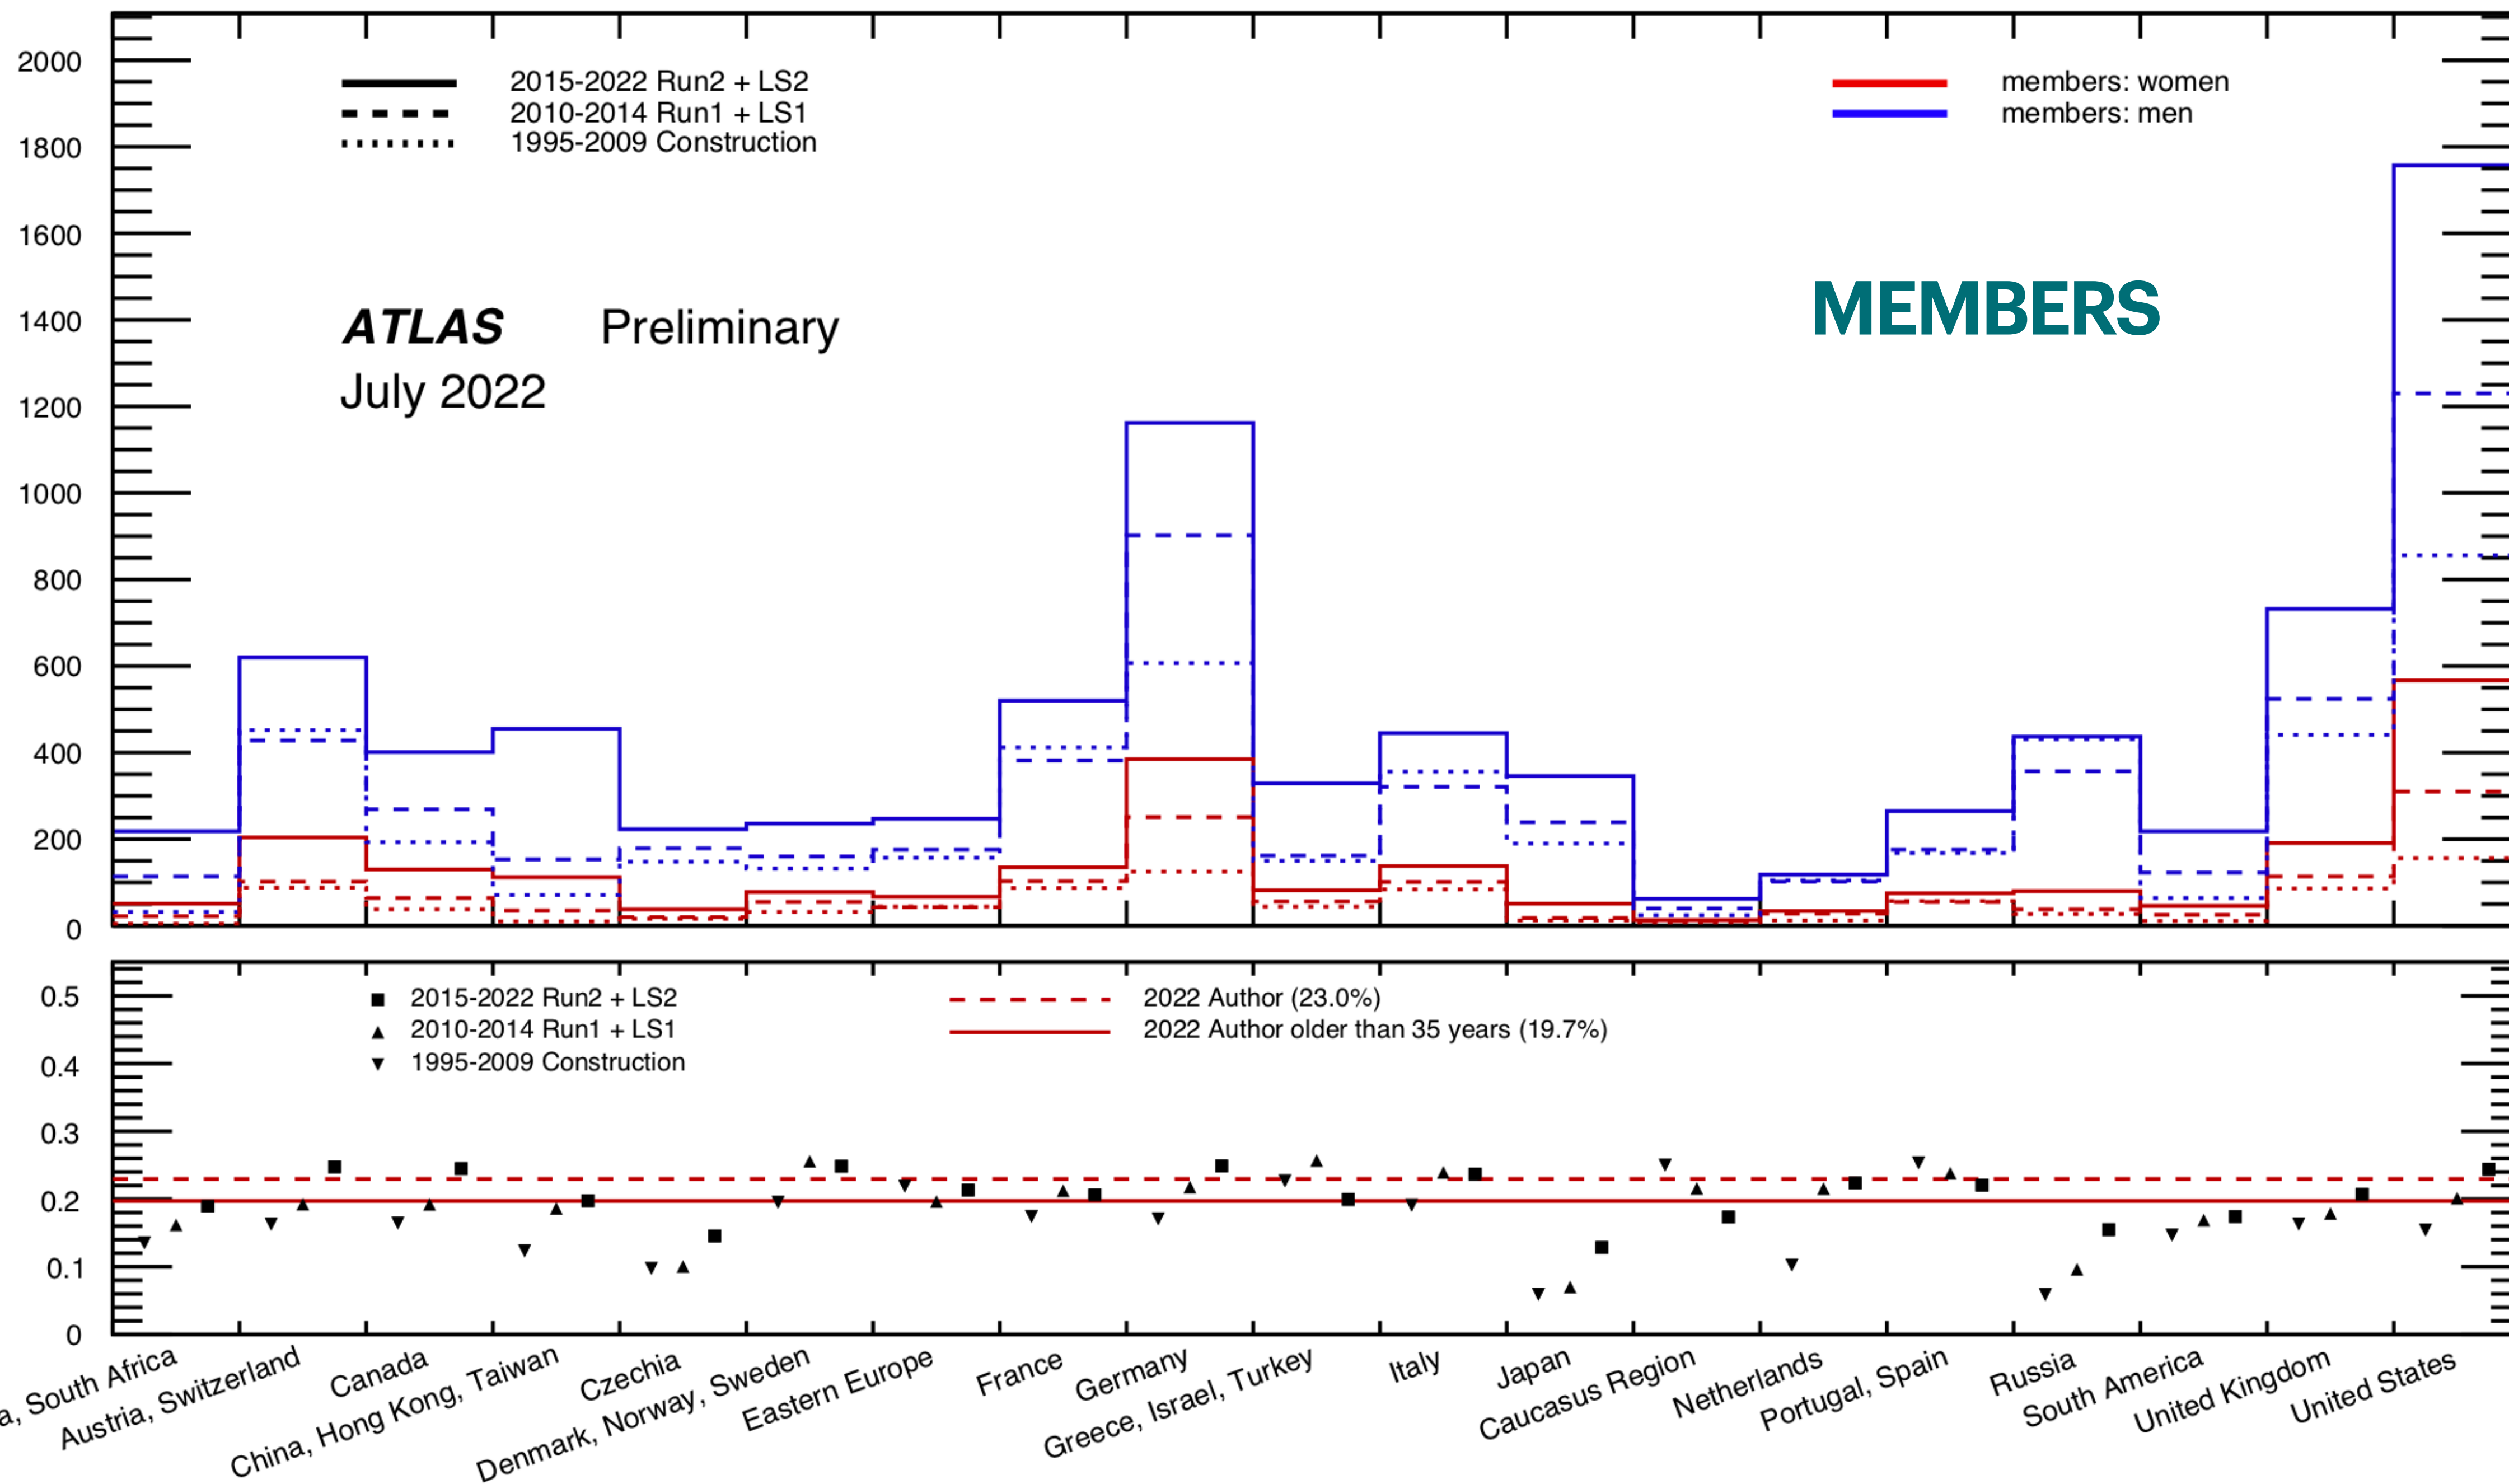 2000
1800
1600
1400
1200
1000
800
600
400
200
0
2015-2022 Run2 + LS2
2010-2014 Run1 + LS1
1995-2009 Construction
members: women
members: men
ATLAS Preliminary
July 2022
MEMBERS
0.5
0.4
0.3
0.2
0.1
0
2015-2022 Run2 + LS2
2010-2014 Run1 + LS1
1995-2009 Construction
2022 Author (23.0%)
2022 Author older than 35 years (19.7%)
a, South Africa
Austria, Switzerland
Canada
China, Hong Kong, Taiwan
Czechia
Denmark, Norway, Sweden
Eastern Europe
France
Germany
Greece, Israel, Turkey
Italy
Japan
Caucasus Region
Netherlands
Portugal, Spain
Russia
South America
United Kingdom
United States